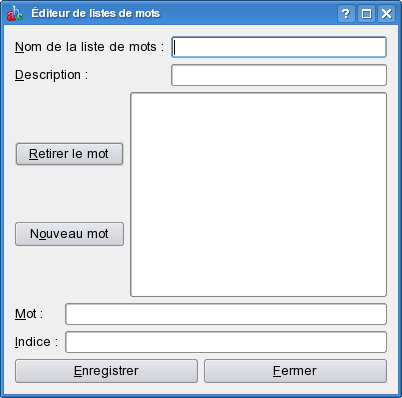 Éditeur de listes de mots
Nom de la liste de mots :
Description :
Retirer le mot
Nouveau mot
Mot :
Indice :
Enregistrer
Fermer